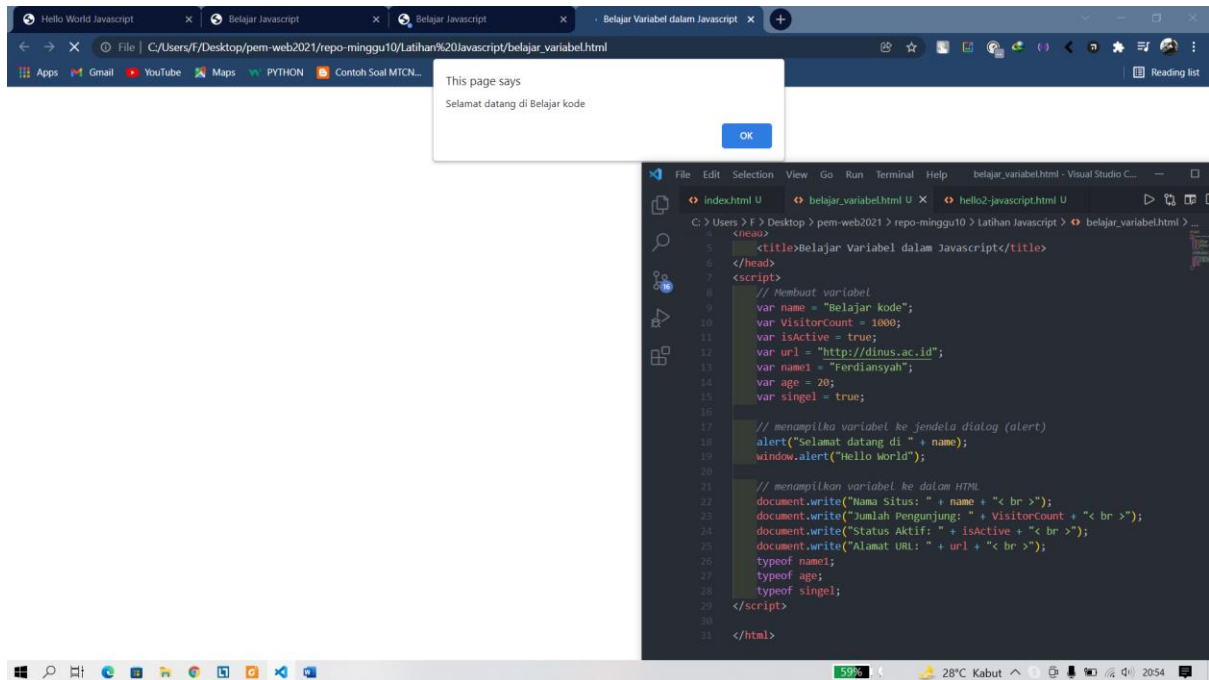 Hello World Javascript
Belajar Javascript
Belajar Javascript
Belajar Variabel dalam Javascript
File | C:/Users/F/Desktop/pem-web2021/repo-minggu10/Latihan%20Javascript/belajar_variabel.html
Apps Gmail YouTube Maps PYTHON Contoh Soal MTCN... Reading list
This page says
Selamat datang di Belajar kode
OK
File Edit Selection View Go Run Terminal Help belajar_variabel.html - Visual Studio C...
index.html U belajar_variabel.html U hello2-javascript.html U
C: > Users > F > Desktop > pem-web2021 > repo-minggu10 > Latihan Javascript > belajar_variabel.html > ...
4 <head>
5 <title>Belajar Variabel dalam Javascript</title>
6 </head>
7 <script>
8 // Membuat variabel
9 var name = "Belajar kode";
10 var VisitorCount = 1000;
11 var isActive = true;
12 var url = "http://dinus.ac.id";
13 var name1 = "Ferdiansyah";
14 var age = 20;
15 var singel = true;
16
17 // menampilka variabel ke jendela dialog (alert)
18 alert("Selamat datang di " + name);
19 window.alert("Hello World");
20
21 // menampilkan variabel ke dalam HTML
22 document.write("Nama Situs: " + name + "< br >");
23 document.write("Jumlah Pengunjung: " + VisitorCount + "< br >");
24 document.write("Status Aktif: " + isActive + "< br >");
25 document.write("Alamat URL: " + url + "< br >");
26 typeof name1;
27 typeof age;
28 typeof singel;
29 </script>
30
31 </html>
16
59% 28°C Kabut 20:54